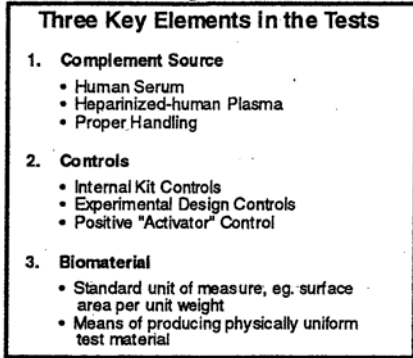 Three Key Elements in the Tests
1. Complement Source
• Human Serum
• Heparinized-human Plasma
• Proper Handling
2. Controls
• Internal Kit Controls
• Experimental Design Controls
• Positive "Activator" Control
3. Biomaterial
• Standard unit of measure, eg. surface
area per unit weight
• Means of producing physically uniform
test material